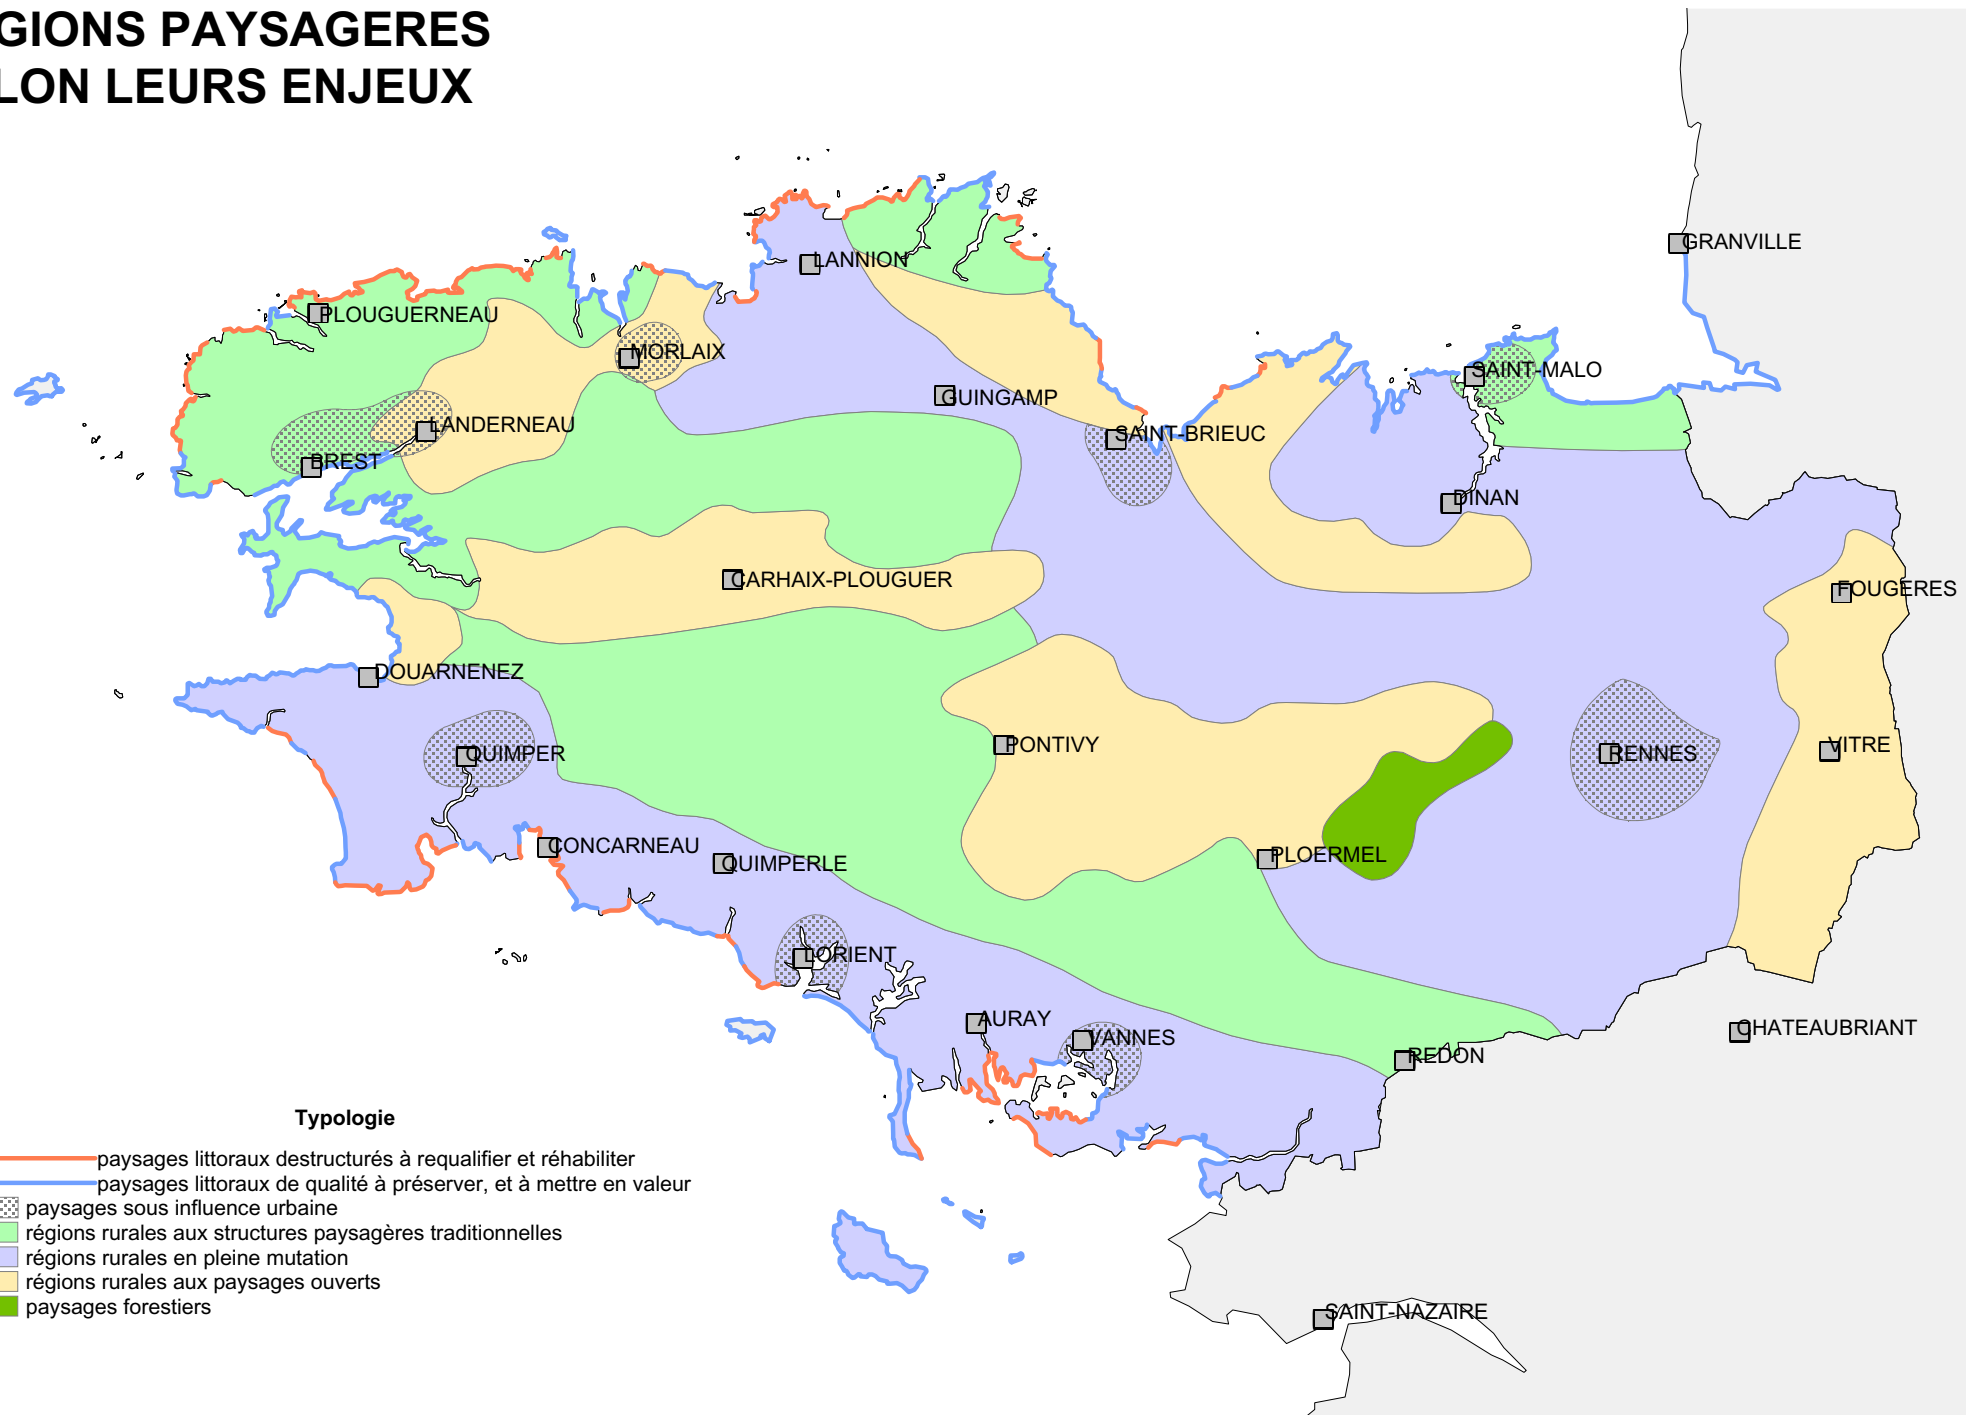 GIONS PAYSAGERES
LON LEURS ENJEUX
GRANVILLE
LANNION
PLOUGUERNEAU
MORLAIX
SAINT-MALO
GUINGAMP
LANDERNEAU
SAINT-BRIEUC
BREST
DINAN
CARHAIX-PLOUGUER
FOUGERES
DOUARNENEZ
PONTIVY
VITRE
QUIMPER
RENNES
CONCARNEAU
PLOERMEL
QUIMPERLE
LORIENT
AURAY
CHATEAUBRIANT
VANNES
REDON
Typologie
paysages littoraux destructurés à requalifier et réhabiliter
paysages littoraux de qualité à préserver, et à mettre en valeur
paysages sous influence urbaine
régions rurales aux structures paysagères traditionnelles
régions rurales en pleine mutation
régions rurales aux paysages ouverts
paysages forestiers
SAINT-NAZAIRE